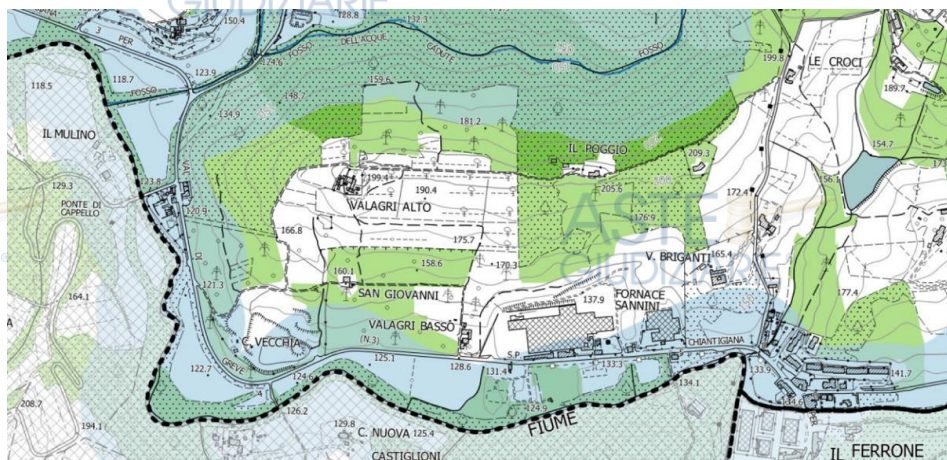 GIUDIZIARIE
150.4
128.8
132.3
3 PER
FOSSO DELL'ACQUE CADUTE FOSSO
199.8
LE CROCI
118.5
118.7
123.9
124.6
159.6
189.7
FOSSO
148.7
134.9
181.2
154.7
IL MULINO
IL POGGIO
209.3
129.3
123.8
VAL DI GREVE
199.4
190.4
205.6
172.4
156.1
PONTE DI
CAPPELLO
120.9
VALAGRI ALTO
176.9
ASTE
166.8
175.7
V. BRIGANTI
165.4
GIUDIZIARIE
121.3
160.1
158.6
170.3
177.4
164.1
SAN GIOVANNI
137.9
FORNACE
SANNINI
VALAGRI BASSO
C. VECCHIA
(N.3)
125.1
S.P.
CHIANTIGIANA
122.7
128.6
131.4
133.3
133.9
141.7
134.1
126.2
124.9
208.7
194.1
129.8
FIUME
C. NUOVA
125.4
PER
CASTIGLIONI
IL FERRONE